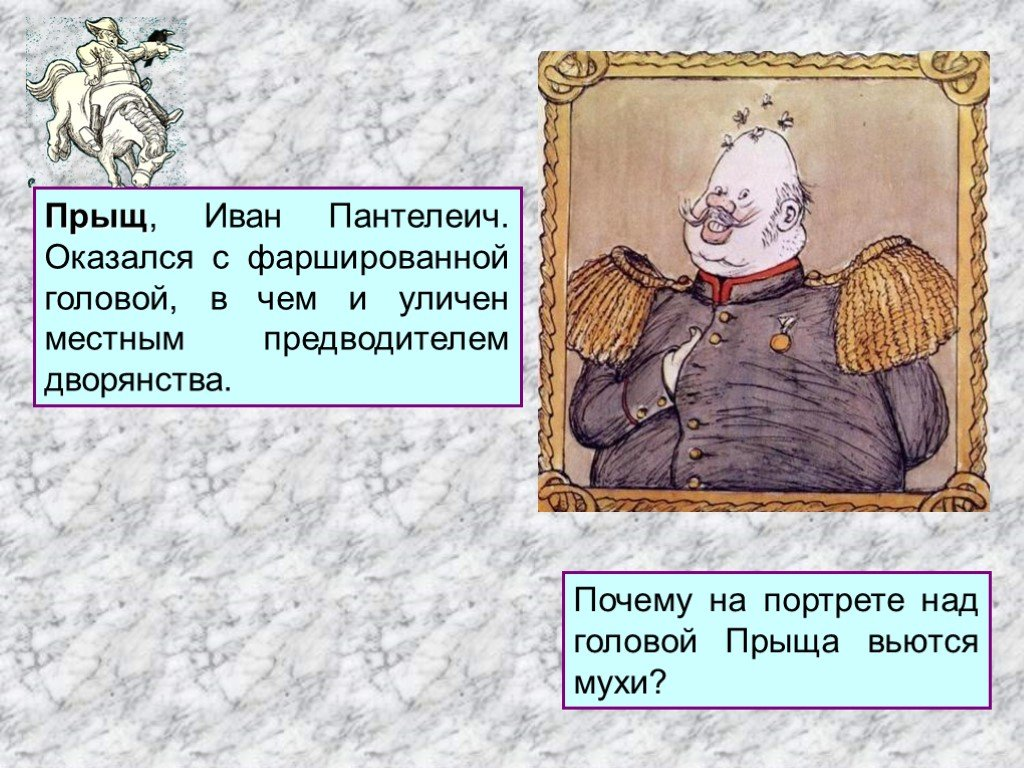 Прыщ, Иван Пантелеич.
Оказался с фаршированной
головой, в чем и уличен
местным предводителем
дворянства.
Почему на портрете над
головой Прыща вьются
мухи?